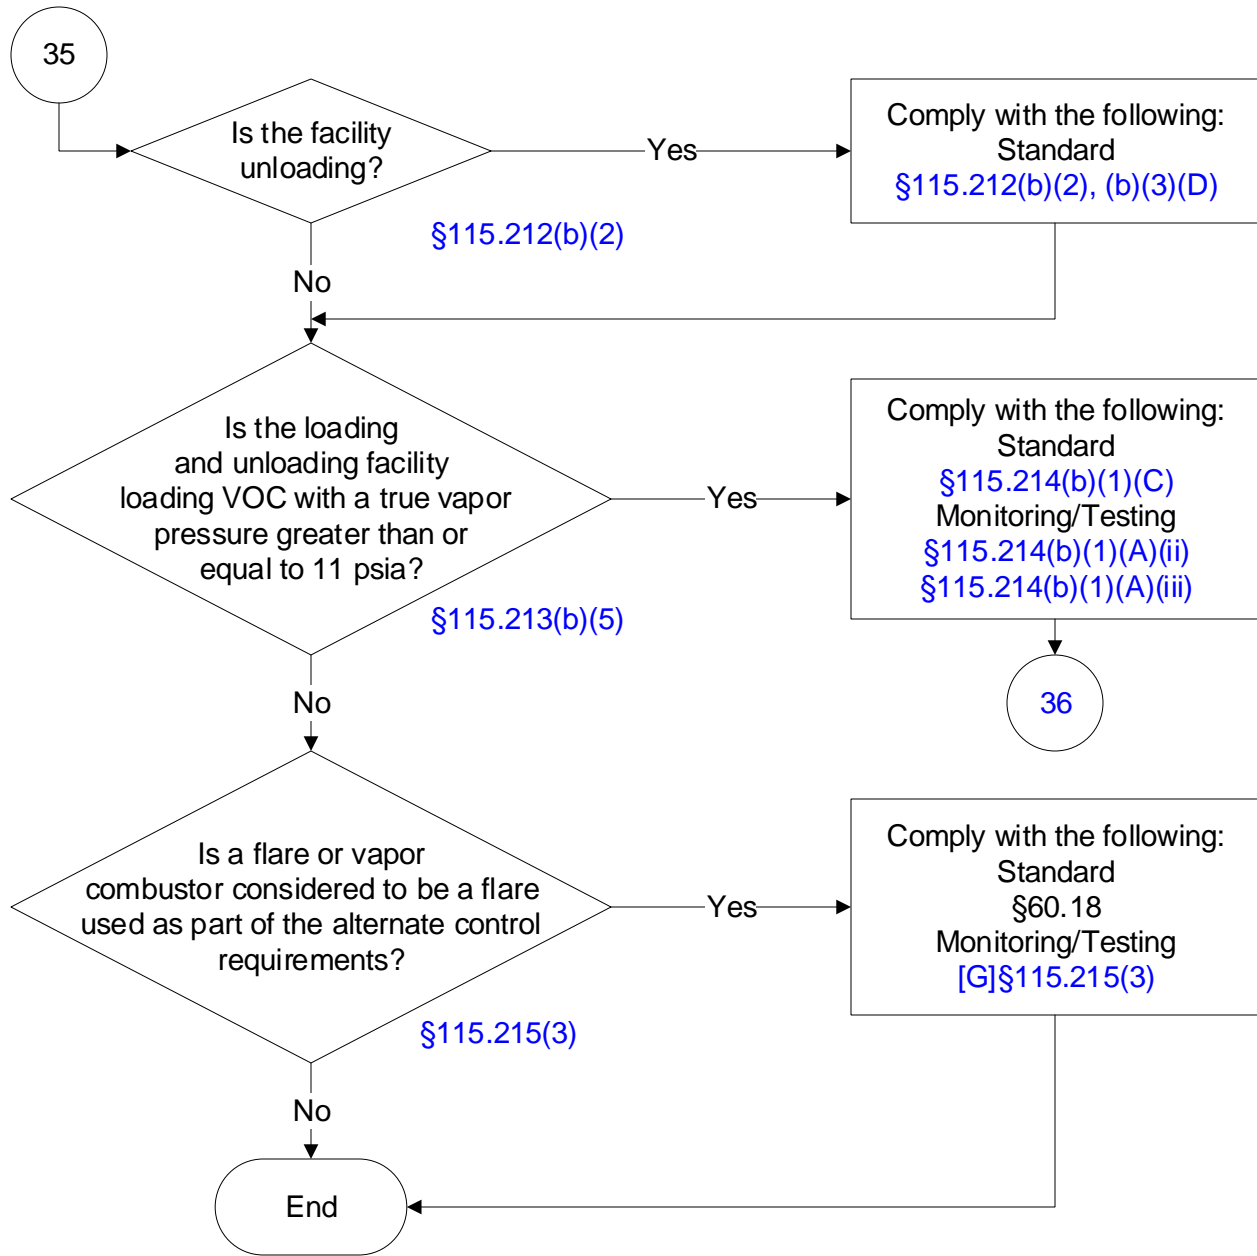 35
Is the facility
unloading?
Yes
Comply with the following:
Standard
§115.212(b)(2), (b)(3)(D)
§115.212(b)(2)
No
Is the loading
and unloading facility
loading VOC with a true vapor
pressure greater than or
equal to 11 psia?
Yes
Comply with the following:
Standard
§115.214(b)(1)(C)
Monitoring/Testing
§115.214(b)(1)(A)(ii)
§115.214(b)(1)(A)(iii)
§115.213(b)(5)
No
36
Is a flare or vapor
combustor considered to be a flare
used as part of the alternate control
requirements?
Yes
Comply with the following:
Standard
§60.18
Monitoring/Testing
[G]§115.215(3)
§115.215(3)
No
End